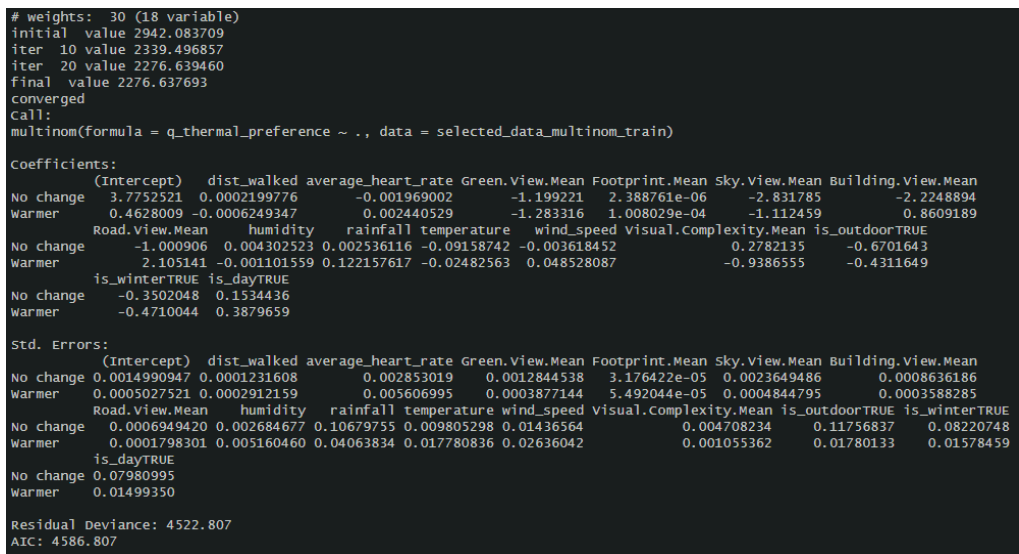 # weights:  30 (18 variable)
initial  value 2942.083709
iter  10 value 2339.496857
iter  20 value 2276.639460
final  value 2276.637693
converged
Call:
multinom(formula = q_thermal_preference ~ ., data = selected_data_multinom_train)
Coefficients:
(Intercept) dist_walked average_heart_rate Green.View.Mean Footprint.Mean Sky.View.Mean Building.View.Mean
No change 3.7752521 0.0002199776 -0.001969002 -1.199221 2.388761e-06 -2.831785 -2.2248894
Warmer 0.4628009 -0.0006249347 0.002440529 -1.283316 1.008029e-04 -1.112459 0.8609189
Road.View.Mean humidity rainfall temperature wind_speed Visual.Complexity.Mean is_outdoorTRUE
No change -1.000906 0.004302523 0.002536116 -0.09158742 -0.003618452 0.2782135 -0.6701643
Warmer 2.105141 -0.001101559 0.122157617 -0.02482563 0.048528087 -0.9386555 -0.4311649
is_winterTRUE is_dayTRUE
No change -0.3502048 0.1534436
Warmer -0.4710044 0.3879659
Std. Errors:
(Intercept) dist_walked average_heart_rate Green.View.Mean Footprint.Mean Sky.View.Mean Building.View.Mean
No change 0.0014990947 0.0001231608 0.002853019 0.0012844538 3.176422e-05 0.0023649486 0.0008636186
Warmer 0.0005027521 0.0002912159 0.005606995 0.0003877144 5.492044e-05 0.0004844795 0.0003588285
Road.View.Mean humidity rainfall temperature wind_speed Visual.Complexity.Mean is_outdoorTRUE is_winterTRUE
No change 0.0006949420 0.002684677 0.10679755 0.009805298 0.01436564 0.004708234 0.11756837 0.08220748
Warmer 0.0001798301 0.005160460 0.04063834 0.017780836 0.02636042 0.001055362 0.01780133 0.01578459
is_dayTRUE
No change 0.07980995
Warmer 0.01499350
Residual Deviance: 4522.807
AIC: 4586.807